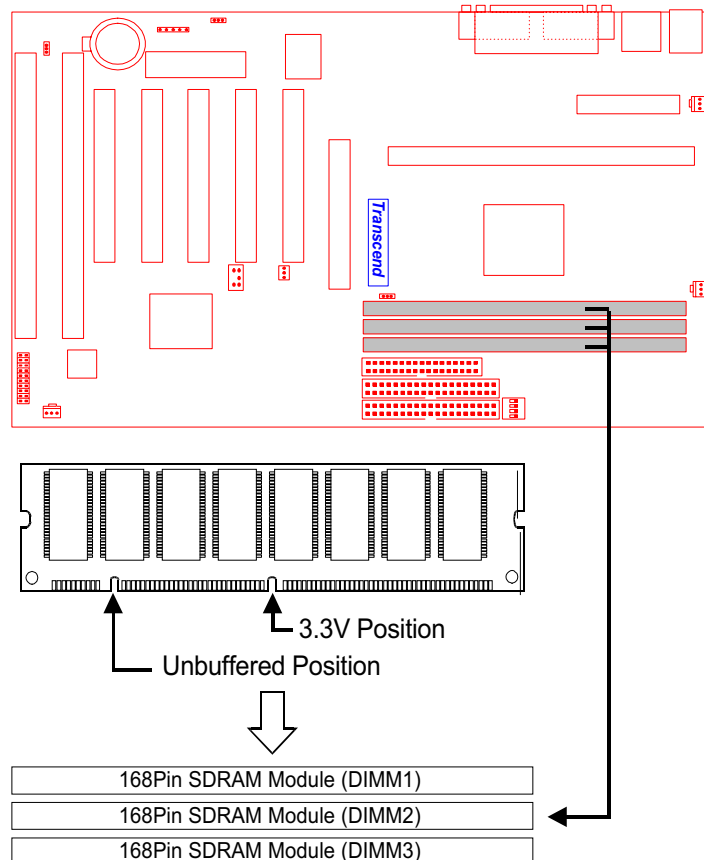 Transcend
3.3V Position
Unbuffered Position
168Pin SDRAM Module (DIMM1)
168Pin SDRAM Module (DIMM2)
168Pin SDRAM Module (DIMM3)